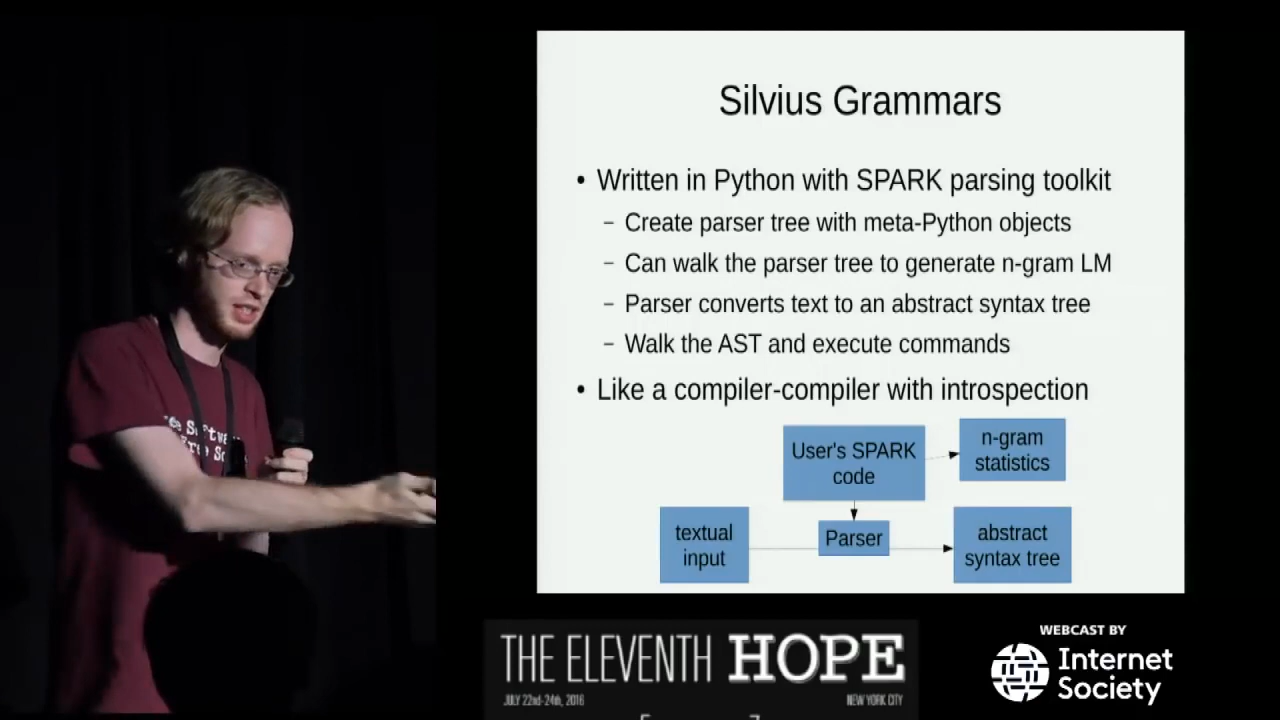 Silvius Grammars
• Written in Python with SPARK parsing toolkit
– Create parser tree with meta-Python objects
– Can walk the parser tree to generate n-gram LM
– Parser converts text to an abstract syntax tree
– Walk the AST and execute commands
• Like a compiler-compiler with introspection
User's SPARK
code
n-gram
statistics
textual
input
Parser
abstract
syntax tree
THE ELEVENTH HOPE
JULY 22nd-24th, 2016
NEW YORK CITY
WEBCAST BY
Internet
Society